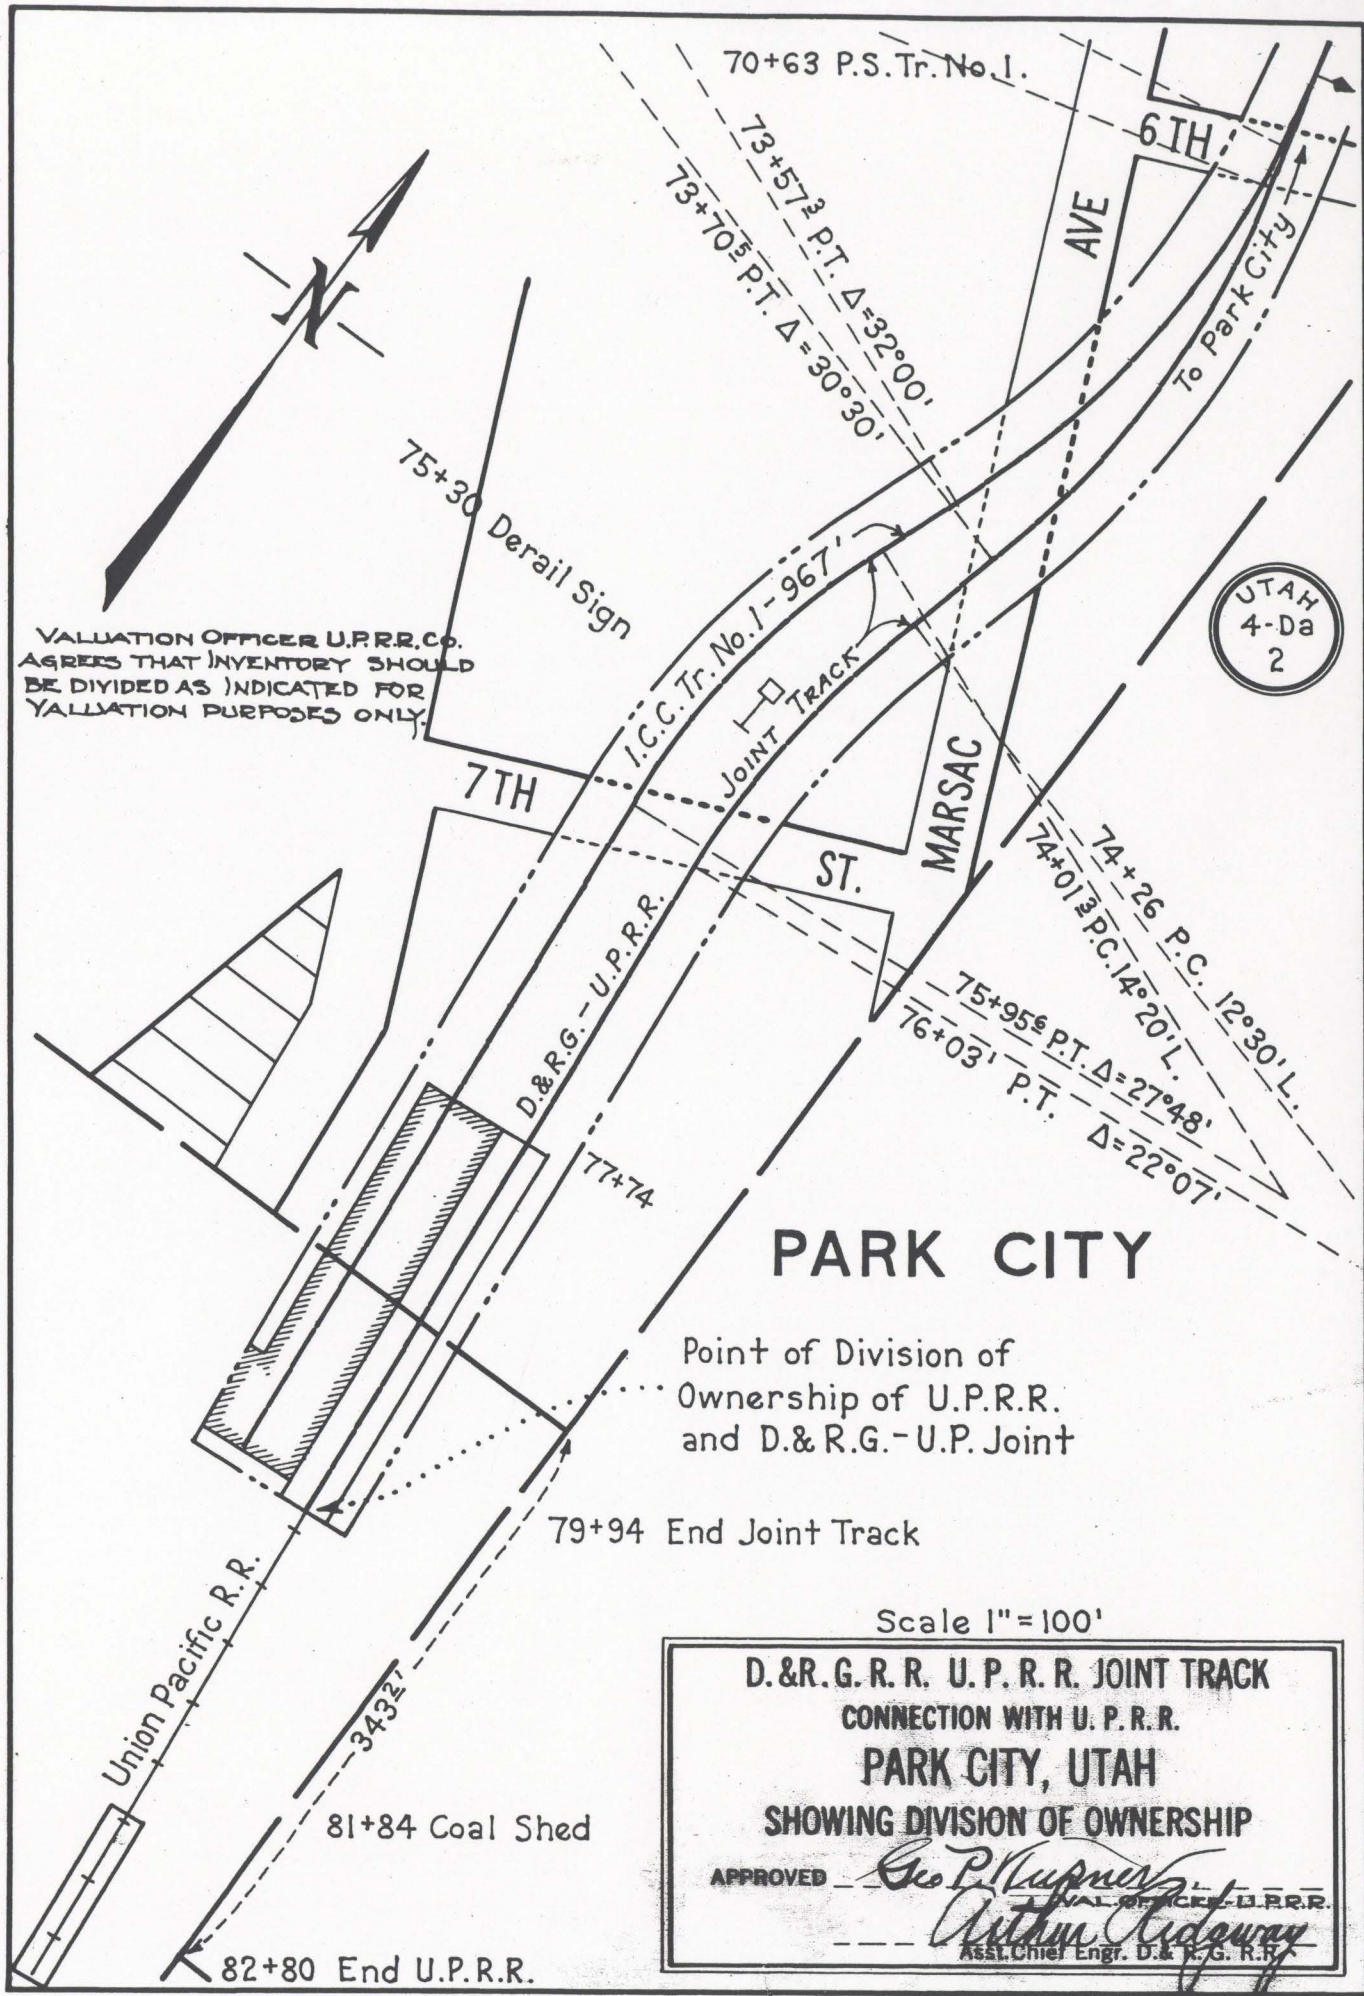 70+63 P.S.Tr.No.1.
6TH
73+57³ P.T. Δ=32°00'
73+70⁵ P.T. Δ=30°30'
AVE
To Park City
N
75+30 Derail Sign
UTAH
4-Da
2
VALUATION OFFICER U.P.R.R.CO.
AGREES THAT INVENTORY SHOULD
BE DIVIDED AS INDICATED FOR
VALUATION PURPOSES ONLY.
I.C.C. Tr. No. 1 - 967'
JOINT TRACK
7TH
ST.
MARSAC
74+26 P.C. 12°30' L.
74+01³ P.C. 14°20' L.
D.&R.G. - U.P.R.R.
75+95⁶ P.T. Δ=27°48'
76+03' P.T. Δ=22°07'
77+74
PARK CITY
Point of Division of
Ownership of U.P.R.R.
and D.&R.G.-U.P. Joint
79+94 End Joint Track
Union Pacific R.R.
343²'
Scale 1"=100'
81+84 Coal Shed
82+80 End U.P.R.R.
D.&R.G.R.R. U.P.R.R. JOINT TRACK
CONNECTION WITH U.P.R.R.
PARK CITY, UTAH
SHOWING DIVISION OF OWNERSHIP
APPROVED Geo P.
VAL. OFFICER-U.P.R.R.
Arthur Ridgway
Asst. Chief Engr. D.& R.G. R.R.